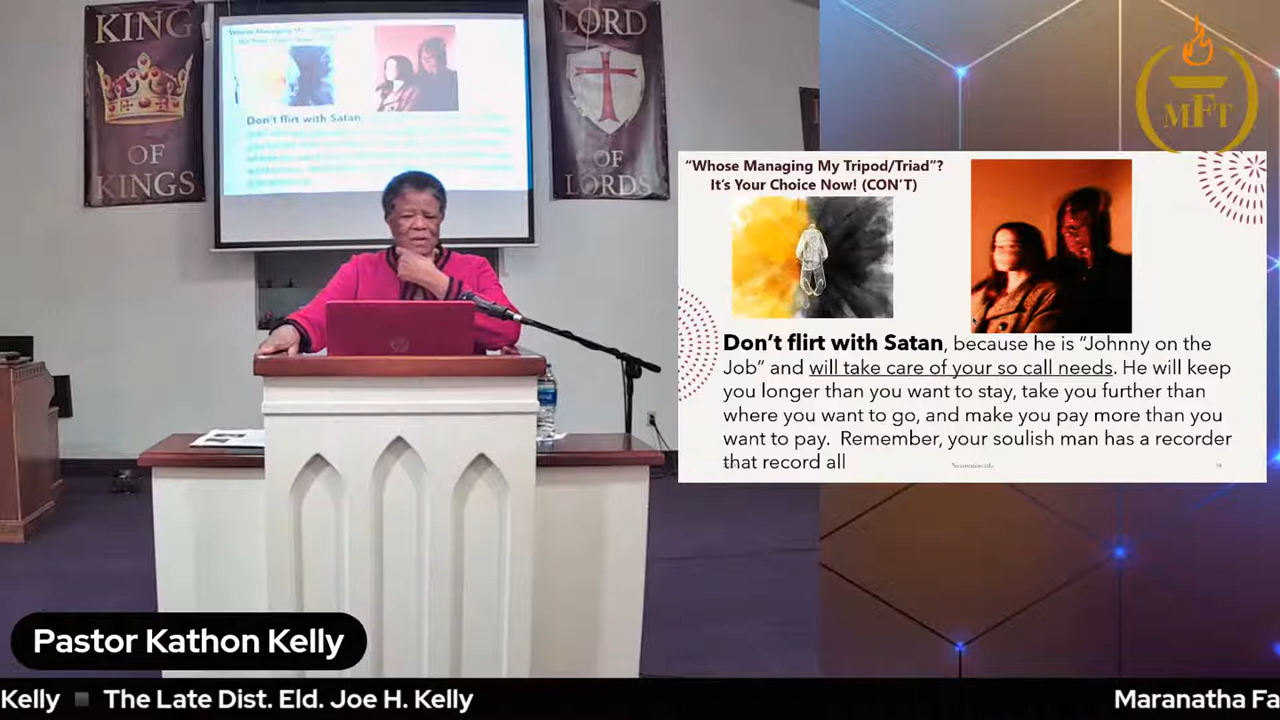 KING
OF
KINGS
LORD
OF
LORDS
Don't flirt with Satan
MFT
“Whose Managing My Tripod/Triad”?
It’s Your Choice Now! (CON’T)
Don’t flirt with Satan, because he is “Johnny on the
Job” and will take care of your so call needs. He will keep
you longer than you want to stay, take you further than
where you want to go, and make you pay more than you
want to pay. Remember, your soulish man has a recorder
that record all
Pastor Kathon Kelly
Kelly ▪ The Late Dist. Eld. Joe H. Kelly
Maranatha Fa